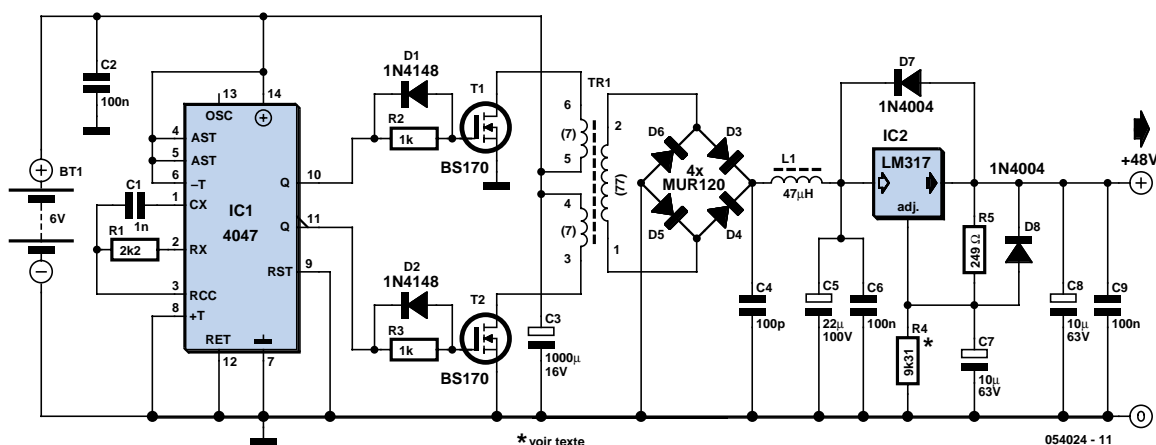 C2
100n
13
14
OSC
4
AST
5
AST
6
–T
C1
1
CX
1n
R1
2
RX
2k2
3
RCC
8
+T
IC1
4047
Q
10
Q
11
RST
9
RET
12
7
BT1
6V
D1
1N4148
R2
1k
T1
BS170
D2
1N4148
R3
1k
T2
BS170
C3
1000µ
16V
TR1
6
(7)
5
4
(7)
3
2
(77)
1
D6
D3
4x
MUR120
D5
D4
L1
47µH
C4
100p
C5
22µ
100V
C6
100n
D7
1N4004
IC2
LM317
adj.
1N4004
R5
249 Ω
D8
R4
*
9k31
C7
10µ
63V
C8
10µ
63V
C9
100n
+48V
0
* voir texte
054024 - 11